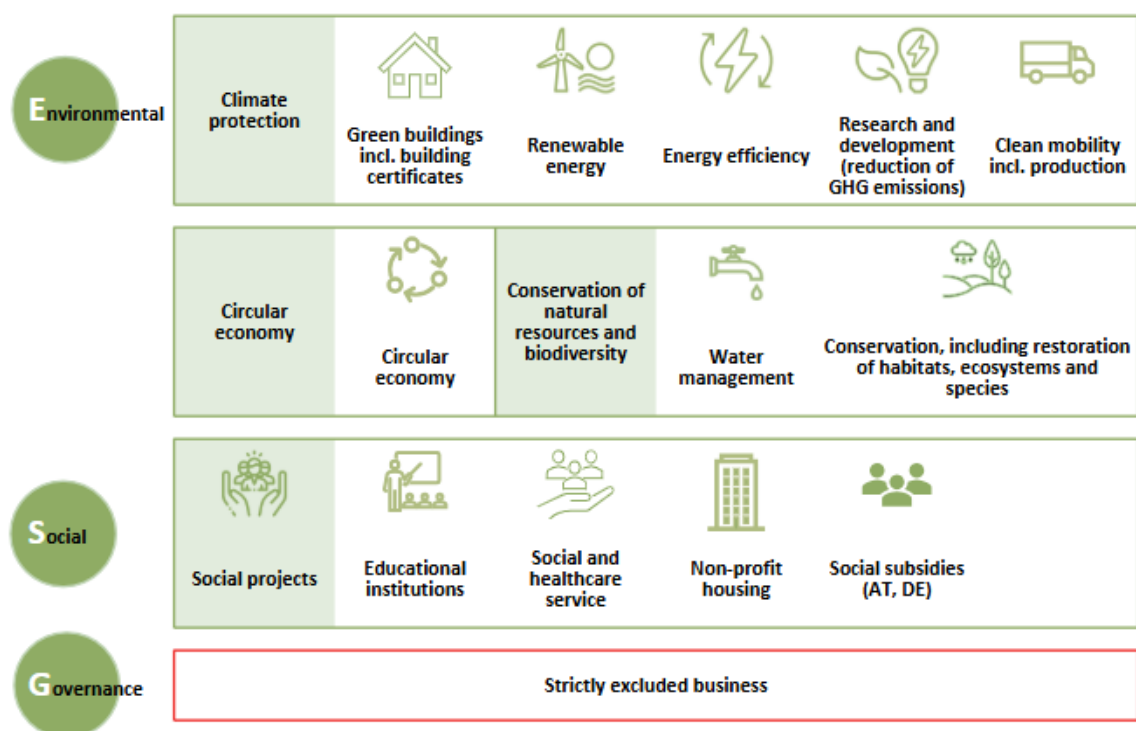 Environmental
Climate
protection
Green buildings
incl. building
certificates
Renewable
energy
Energy efficiency
Research and
development
(reduction of
GHG emissions)
Clean mobility
incl. production
Circular
economy
Circular
economy
Conservation of
natural
resources and
biodiversity
Water
management
Conservation, including restoration
of habitats, ecosystems and
species
Social
Social projects
Educational
institutions
Social and
healthcare
service
Non-profit
housing
Social subsidies
(AT, DE)
Governance
Strictly excluded business